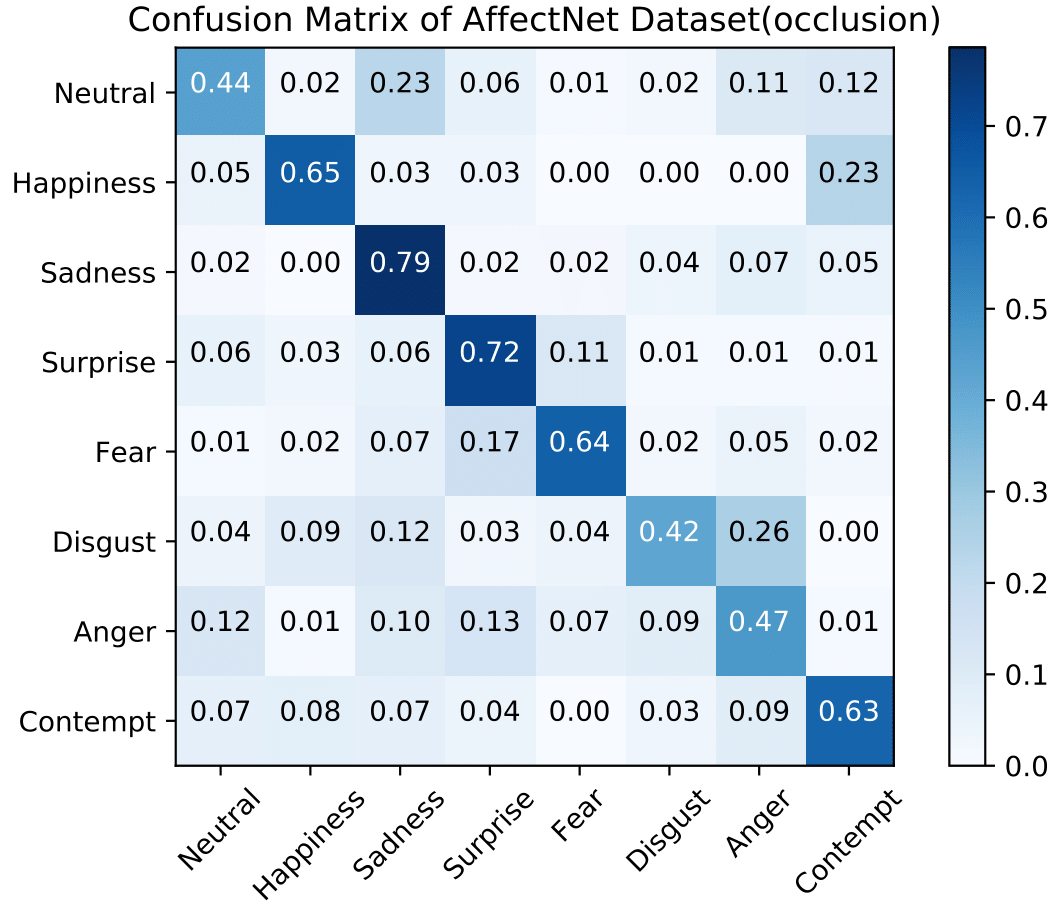 Confusion Matrix of AffectNet Dataset(occlusion)
Neutral 0.44 0.02 0.23 0.06 0.01 0.02 0.11 0.12
Happiness 0.05 0.65 0.03 0.03 0.00 0.00 0.00 0.23
Sadness 0.02 0.00 0.79 0.02 0.02 0.04 0.07 0.05
Surprise 0.06 0.03 0.06 0.72 0.11 0.01 0.01 0.01
Fear 0.01 0.02 0.07 0.17 0.64 0.02 0.05 0.02
Disgust 0.04 0.09 0.12 0.03 0.04 0.42 0.26 0.00
Anger 0.12 0.01 0.10 0.13 0.07 0.09 0.47 0.01
Contempt 0.07 0.08 0.07 0.04 0.00 0.03 0.09 0.63
Neutral Happiness Sadness Surprise Fear Disgust Anger Contempt
0.7
0.6
0.5
0.4
0.3
0.2
0.1
0.0